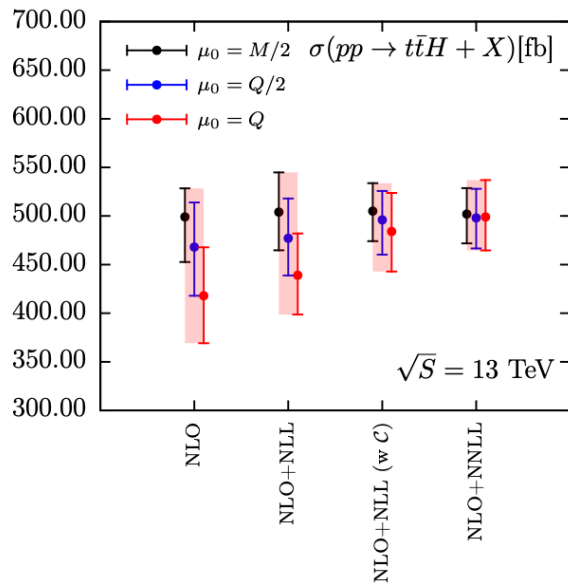 700.00
650.00
600.00
550.00
500.00
450.00
400.00
350.00
300.00
μ₀ = M/2
σ(pp → tt̄H + X)[fb]
μ₀ = Q/2
μ₀ = Q
√S = 13 TeV
NLO
NLO+NLL
NLO+NLL (w C)
NLO+NNLL